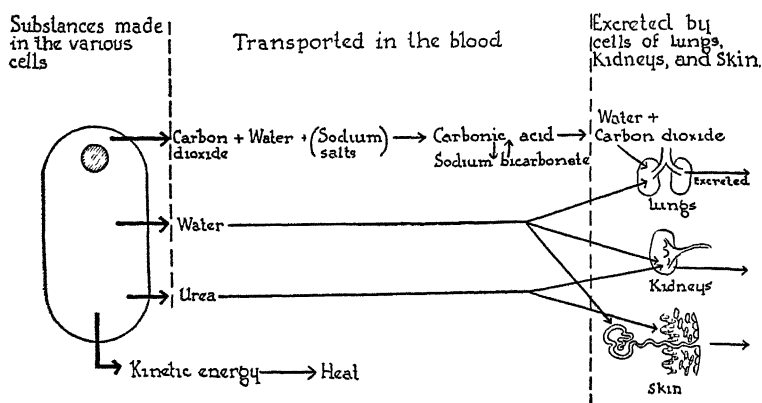 Substances made
in the various
cells
Transported in the blood
Excreted by
cells of lungs,
Kidneys, and Skin.
Carbon + Water + (Sodium
dioxide salts) Carbonic acid
Sodium bicarbonate
Water +
Carbon dioxide
Excreted
Lungs
Water
Kidneys
Urea
Skin
Kinetic energy Heat